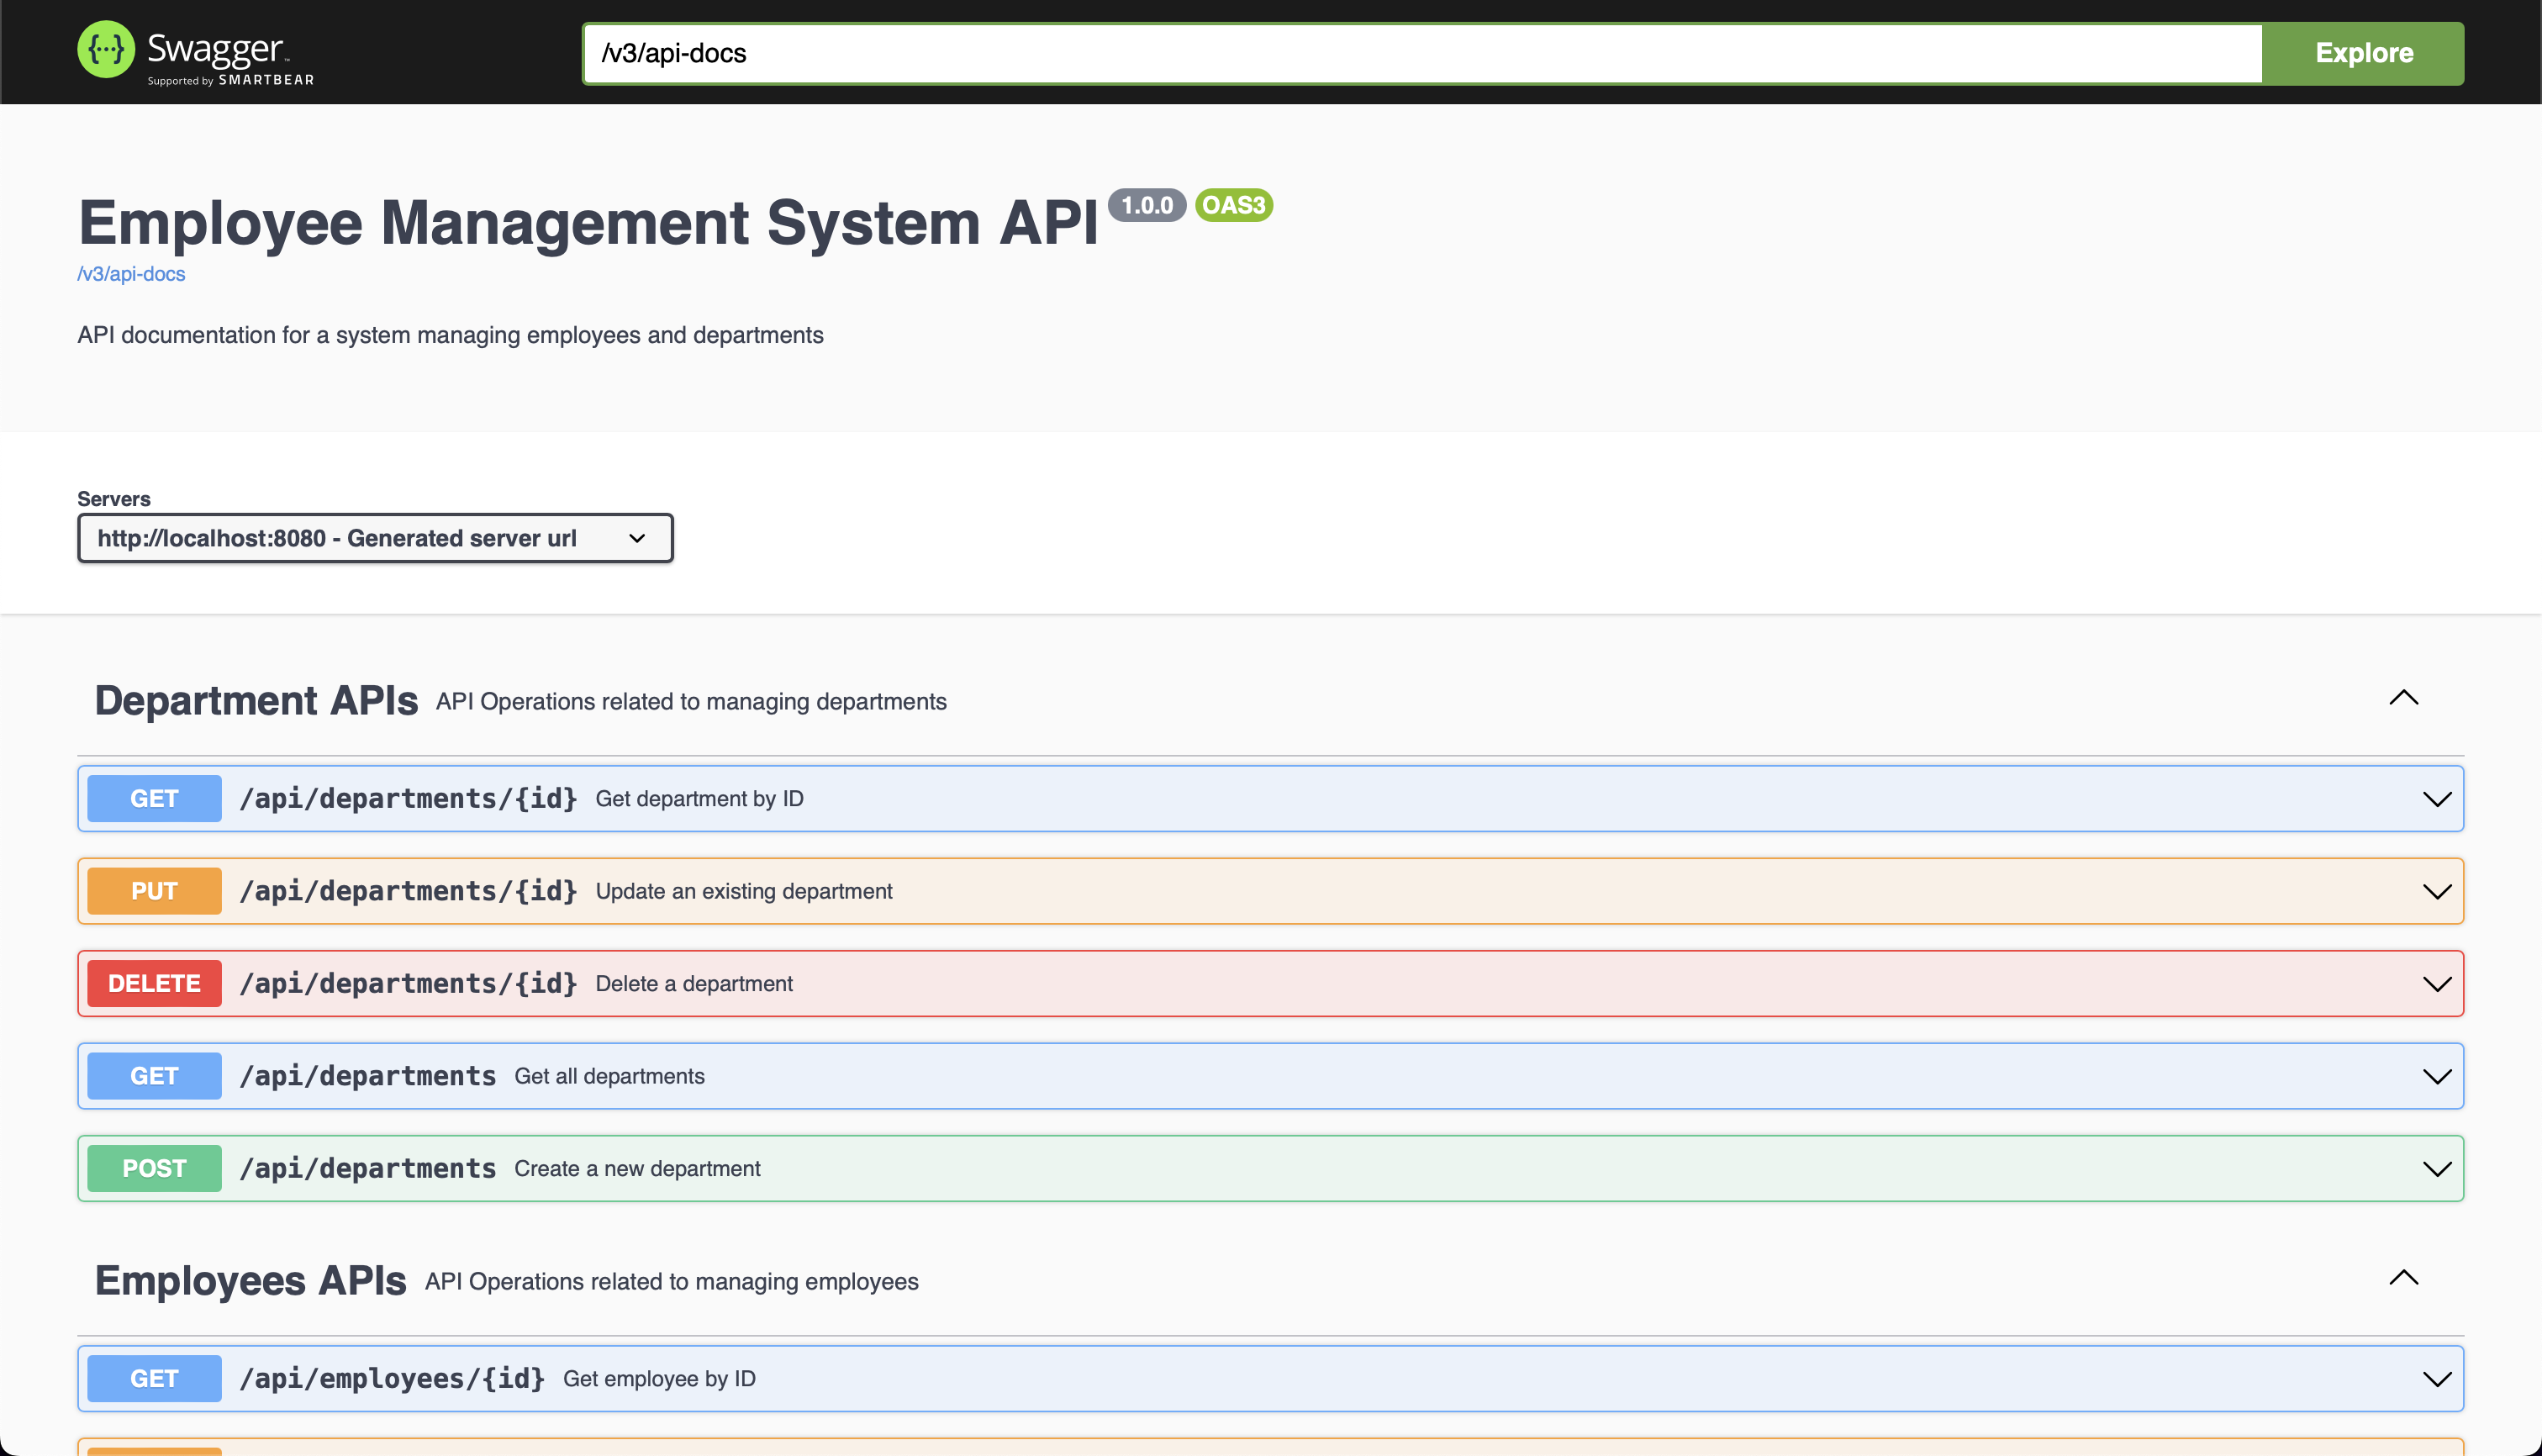 Swagger
Supported by SMARTBEAR
/v3/api-docs
Explore
Employee Management System API 1.0.0 OAS3
/v3/api-docs
API documentation for a system managing employees and departments
Servers
http://localhost:8080 - Generated server url
Department APIs API Operations related to managing departments
GET /api/departments/{id} Get department by ID
PUT /api/departments/{id} Update an existing department
DELETE /api/departments/{id} Delete a department
GET /api/departments Get all departments
POST /api/departments Create a new department
Employees APIs API Operations related to managing employees
GET /api/employees/{id} Get employee by ID